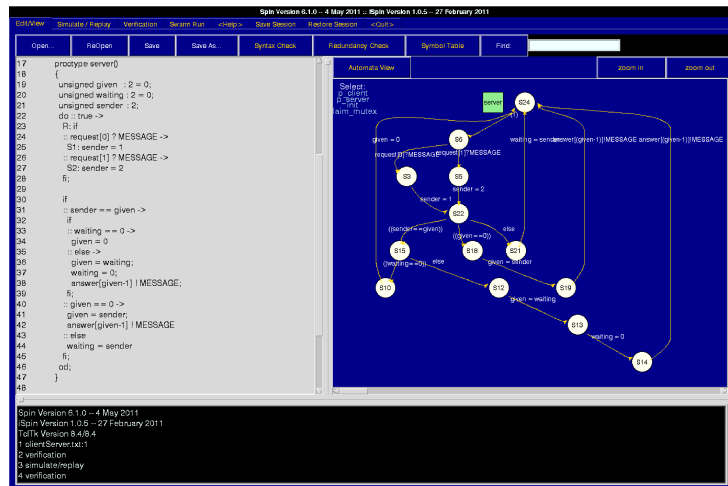 Spin Version 6.1.0 -- 4 May 2011 :: iSpin Version 1.0.5 -- 27 February 2011
Edit/View Simulate / Replay Verification Swarm Run <Help> Save Session Restore Session <Quit>
Open... ReOpen Save Save As... Syntax Check Redundancy Check Symbol Table Find:
Automata View zoom in zoom out
17 proctype server()
18 {
19 unsigned given : 2 = 0;
20 unsigned waiting : 2 = 0;
21 unsigned sender : 2;
22 do :: true ->
23 R: if
24 :: request[0] ? MESSAGE ->
25 S1: sender = 1
26 :: request[1] ? MESSAGE ->
27 S2: sender = 2
28 fi;
29
30 if
31 :: sender == given ->
32 if
33 :: waiting == 0 ->
34 given = 0
35 :: else ->
36 given = waiting;
37 waiting = 0;
38 answer[given-1] ! MESSAGE;
39 fi;
40 :: given == 0 ->
41 given = sender;
42 answer[given-1] ! MESSAGE
43 :: else
44 waiting = sender
45 fi;
46 od;
47 }
48
Select:
p_client
p_server
_init
laim_mutex
server
S24
(1)
given = 0
waiting = sender
answer[(given-1)]!MESSAGE
answer[(given-1)]!MESSAGE
S6
request[0]?MESSAGE
request[1]?MESSAGE
S3
S5
sender = 2
sender = 1
S22
((sender==given))
((given==0))
else
S15
S18
S21
((waiting==0))
else
given = sender
S10
S12
S19
given = waiting
S13
waiting = 0
S14
Spin Version 6.1.0 -- 4 May 2011
iSpin Version 1.0.5 -- 27 February 2011
TclTk Version 8.4/8.4
1 clientServer.txt:1
2 verification
3 simulate/replay
4 verification